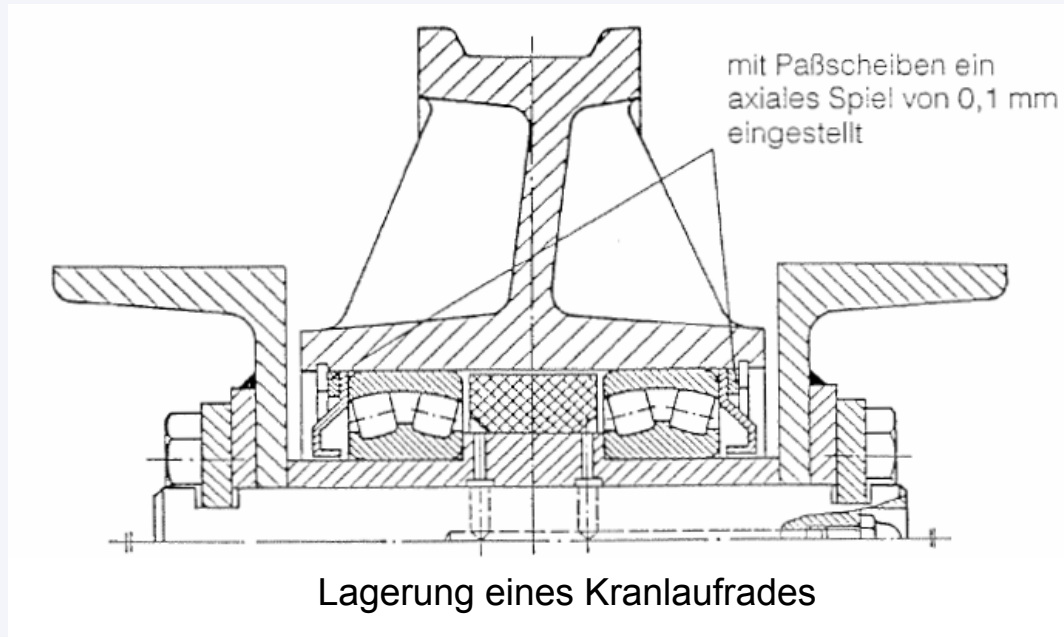 mit Paßscheiben ein
axiales Spiel von 0,1 mm
eingestellt
Lagerung eines Kranlaufrades